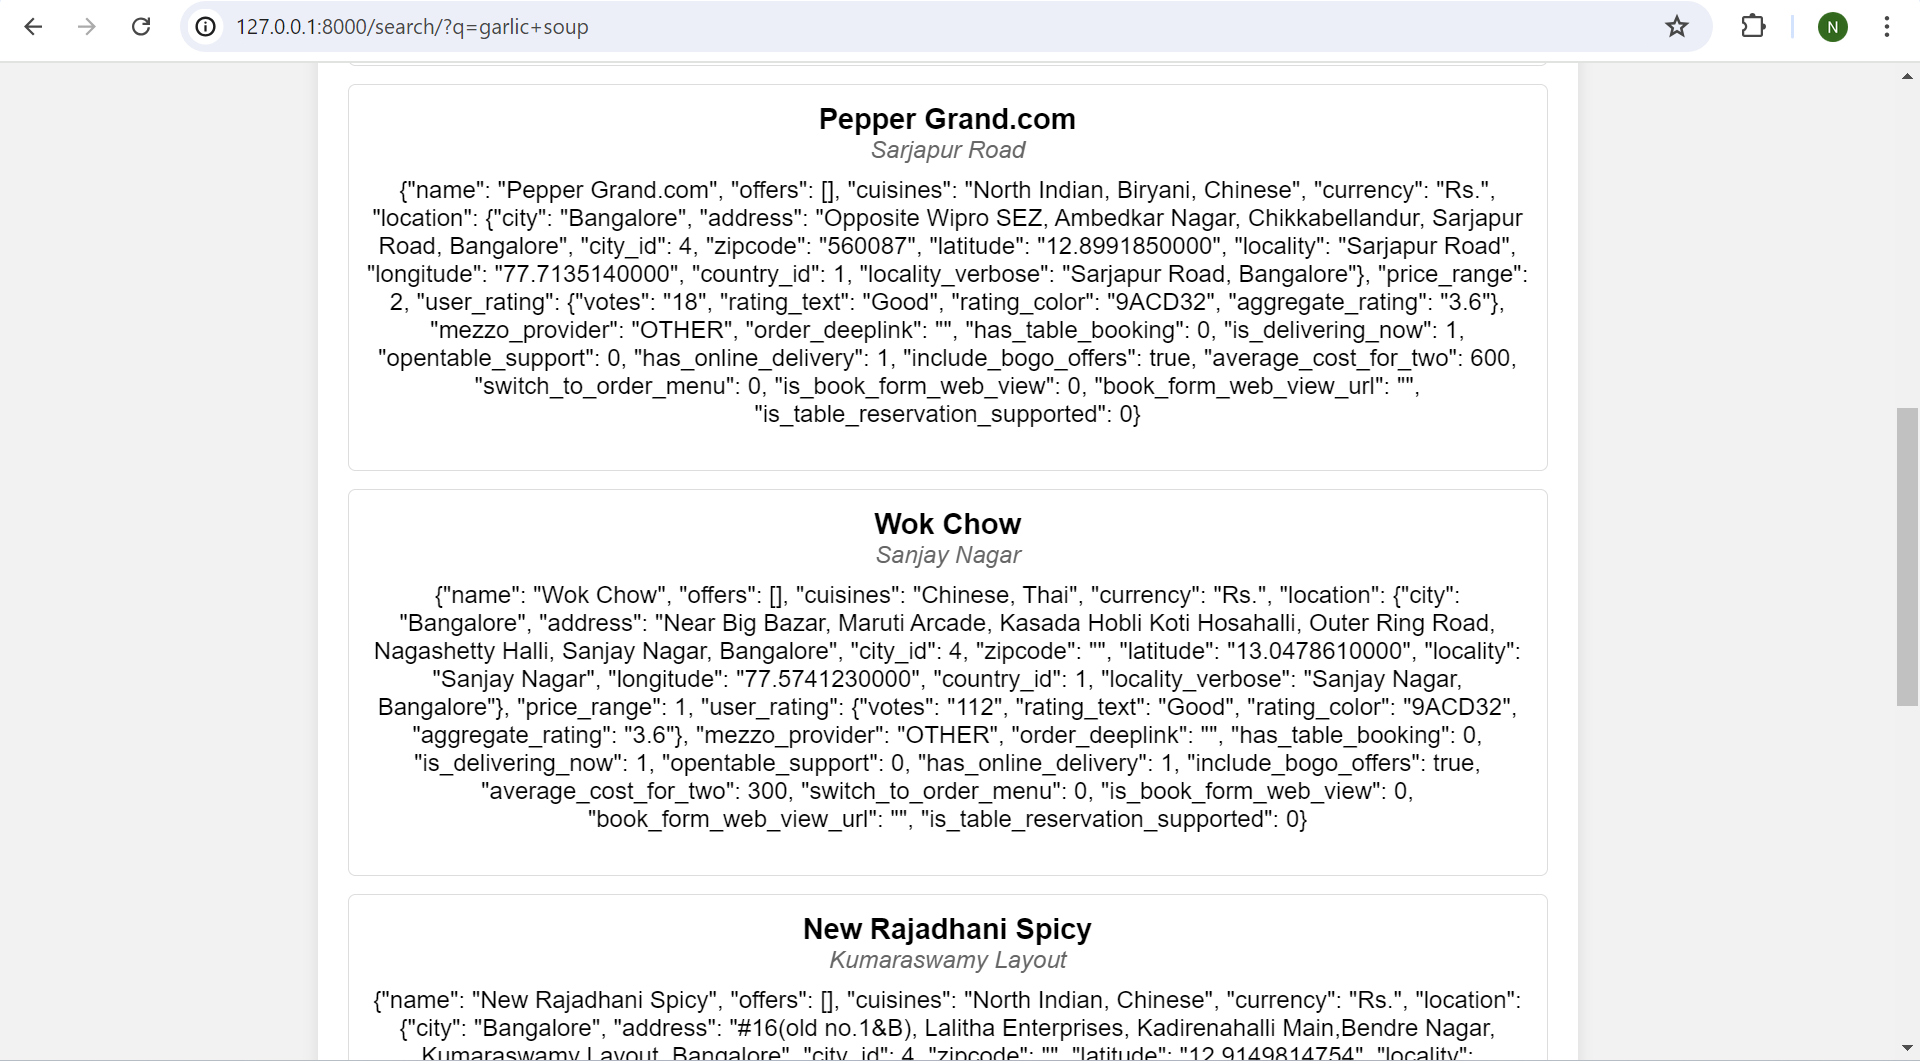 127.0.0.1:8000/search/?q=garlic+soup
N
Pepper Grand.com
Sarjapur Road
{"name": "Pepper Grand.com", "offers": [], "cuisines": "North Indian, Biryani, Chinese", "currency": "Rs.",
"location": {"city": "Bangalore", "address": "Opposite Wipro SEZ, Ambedkar Nagar, Chikkabellandur, Sarjapur
Road, Bangalore", "city_id": 4, "zipcode": "560087", "latitude": "12.8991850000", "locality": "Sarjapur Road",
"longitude": "77.7135140000", "country_id": 1, "locality_verbose": "Sarjapur Road, Bangalore"}, "price_range":
2, "user_rating": {"votes": "18", "rating_text": "Good", "rating_color": "9ACD32", "aggregate_rating": "3.6"},
"mezzo_provider": "OTHER", "order_deeplink": "", "has_table_booking": 0, "is_delivering_now": 1,
"opentable_support": 0, "has_online_delivery": 1, "include_bogo_offers": true, "average_cost_for_two": 600,
"switch_to_order_menu": 0, "is_book_form_web_view": 0, "book_form_web_view_url": "",
"is_table_reservation_supported": 0}
Wok Chow
Sanjay Nagar
{"name": "Wok Chow", "offers": [], "cuisines": "Chinese, Thai", "currency": "Rs.", "location": {"city":
"Bangalore", "address": "Near Big Bazar, Maruti Arcade, Kasada Hobli Koti Hosahalli, Outer Ring Road,
Nagashetty Halli, Sanjay Nagar, Bangalore", "city_id": 4, "zipcode": "", "latitude": "13.0478610000", "locality":
"Sanjay Nagar", "longitude": "77.5741230000", "country_id": 1, "locality_verbose": "Sanjay Nagar,
Bangalore"}, "price_range": 1, "user_rating": {"votes": "112", "rating_text": "Good", "rating_color": "9ACD32",
"aggregate_rating": "3.6"}, "mezzo_provider": "OTHER", "order_deeplink": "", "has_table_booking": 0,
"is_delivering_now": 1, "opentable_support": 0, "has_online_delivery": 1, "include_bogo_offers": true,
"average_cost_for_two": 300, "switch_to_order_menu": 0, "is_book_form_web_view": 0,
"book_form_web_view_url": "", "is_table_reservation_supported": 0}
New Rajadhani Spicy
Kumaraswamy Layout
{"name": "New Rajadhani Spicy", "offers": [], "cuisines": "North Indian, Chinese", "currency": "Rs.", "location":
{"city": "Bangalore", "address": "#16(old no.1&B), Lalitha Enterprises, Kadirenahalli Main,Bendre Nagar,
Kumaraswamy Layout, Bangalore", "city_id": 4, "zipcode": "", "latitude": "12.9149814754", "locality":